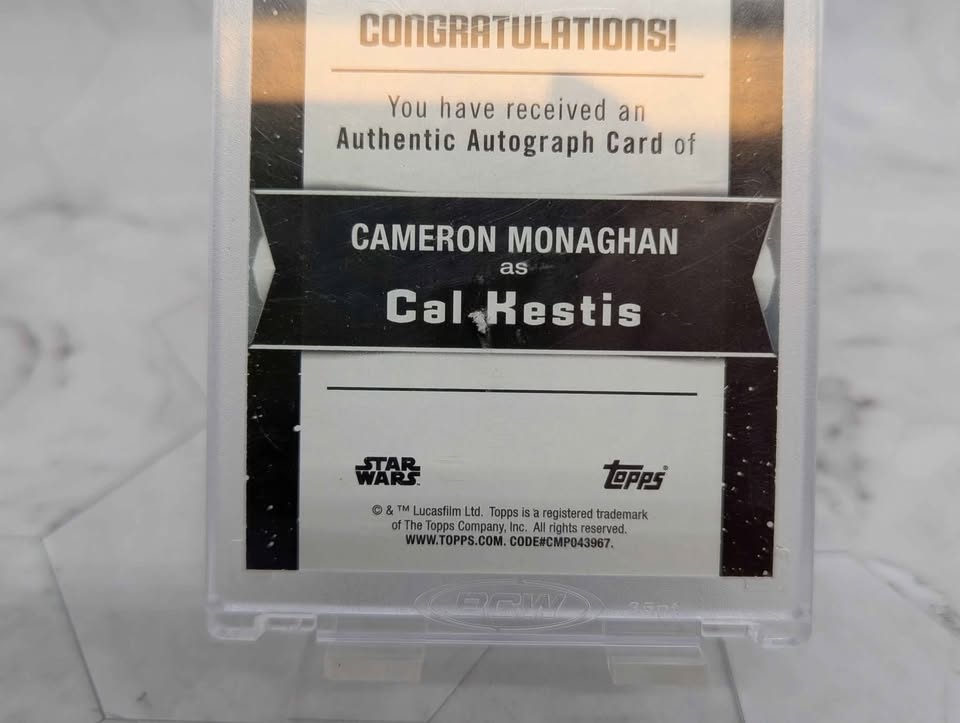 CONGRATULATIONS!
You have received an
Authentic Autograph Card of
CAMERON MONAGHAN
as
Cal Kestis
STAR
WARS
topps®
© & ™ Lucasfilm Ltd. Topps is a registered trademark
of The Topps Company, Inc. All rights reserved.
WWW.TOPPS.COM. CODE#CMP043967.
BCW
35pt